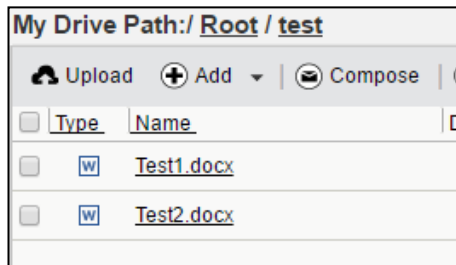 My Drive Path:/ Root / test
Upload Add Compose
Type Name
W Test1.docx
W Test2.docx